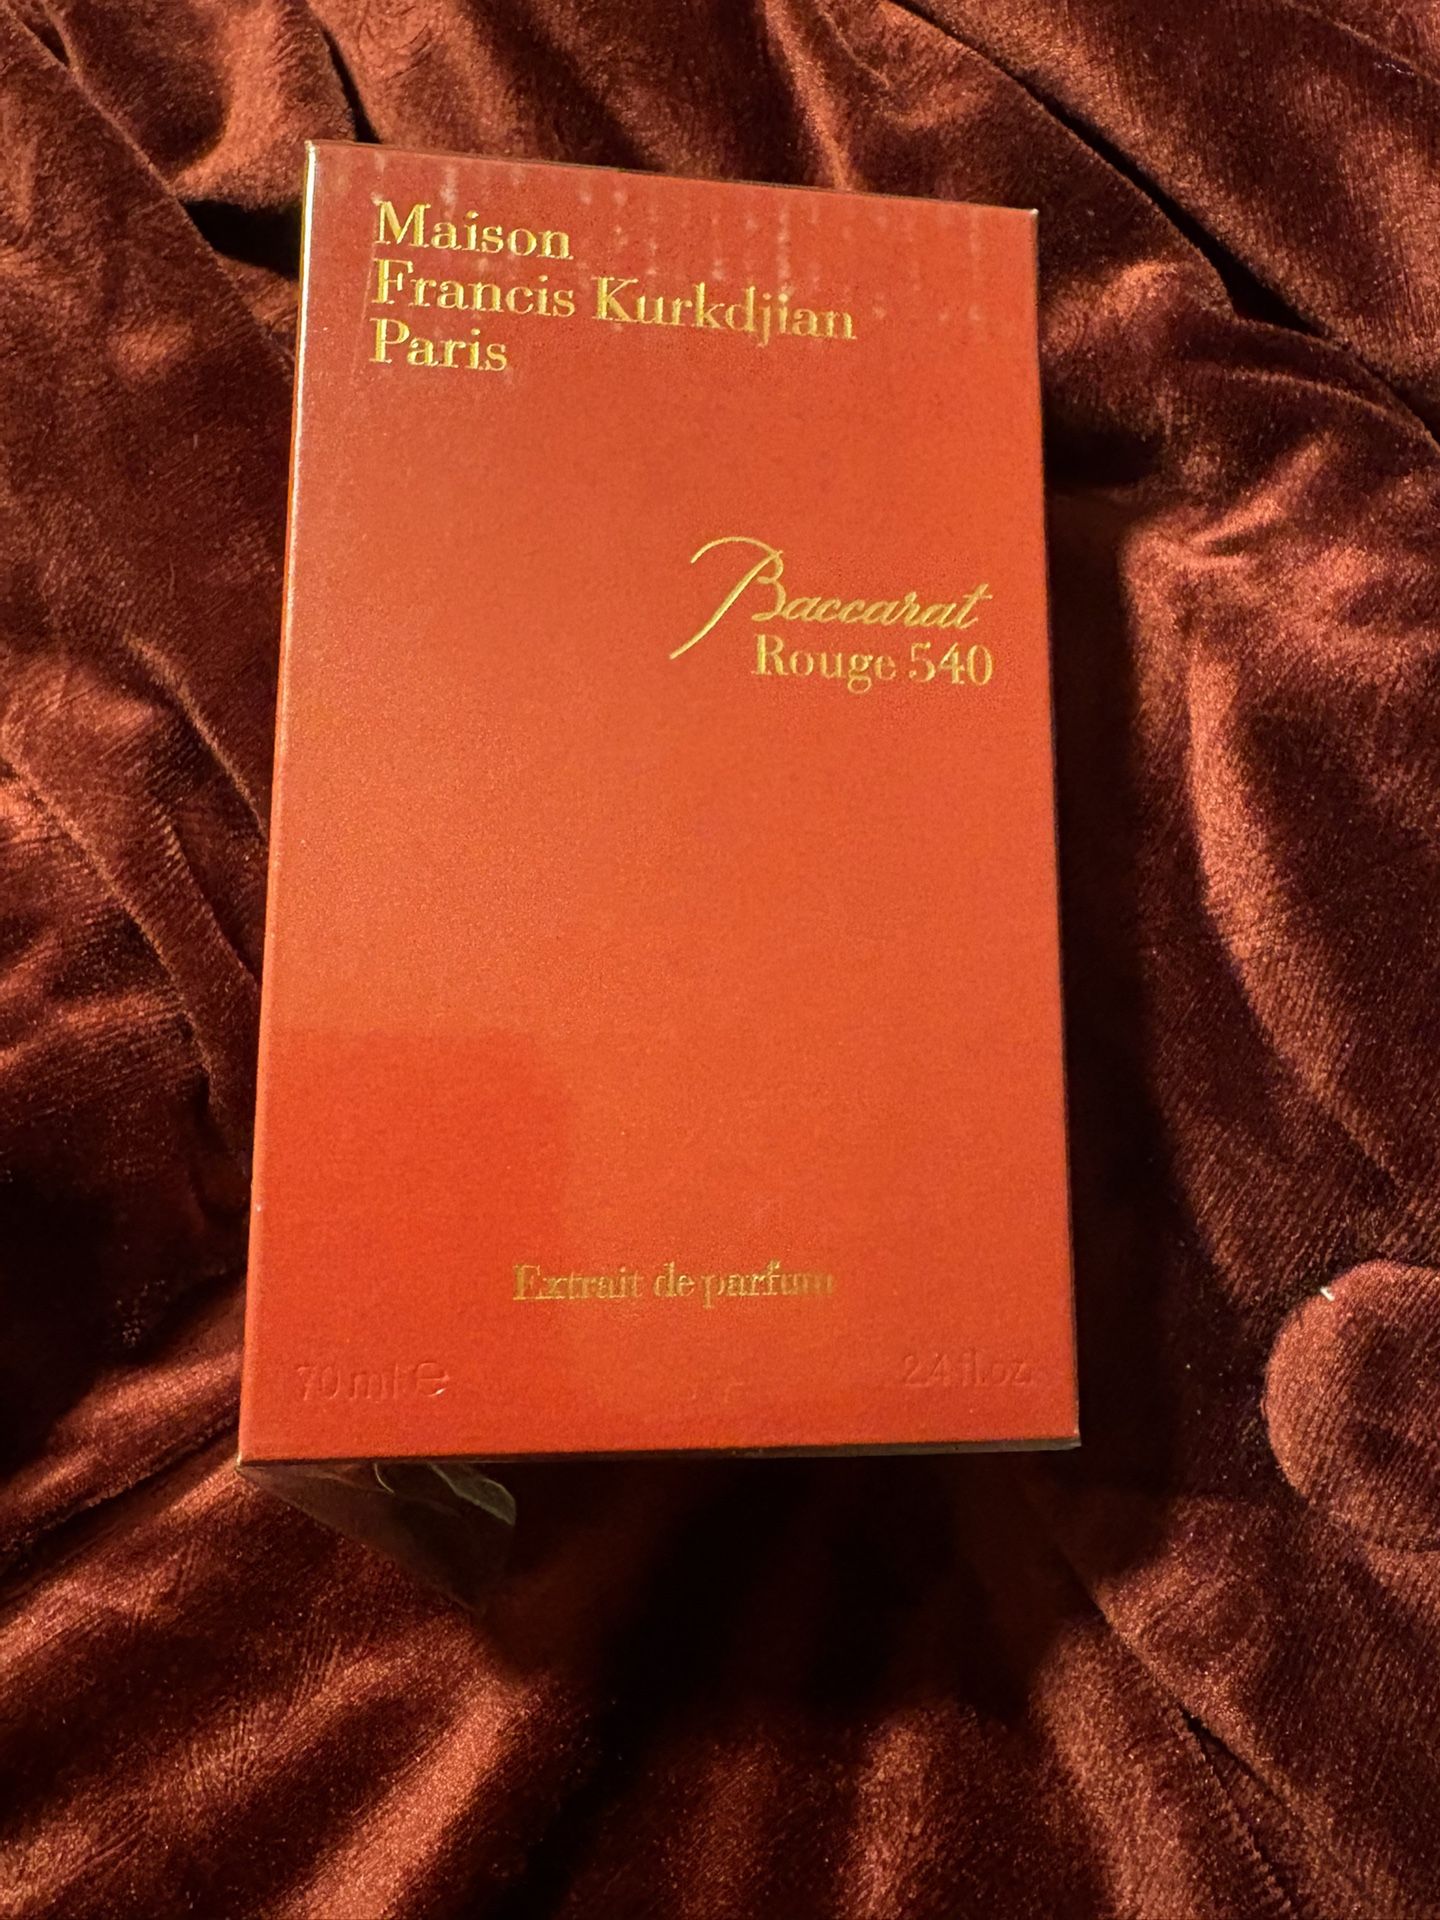 Maison
Francis Kurkdjian
Paris
Baccarat
Rouge 540
Extrait de parfum
70 ml ℮
2.4 fl.oz.